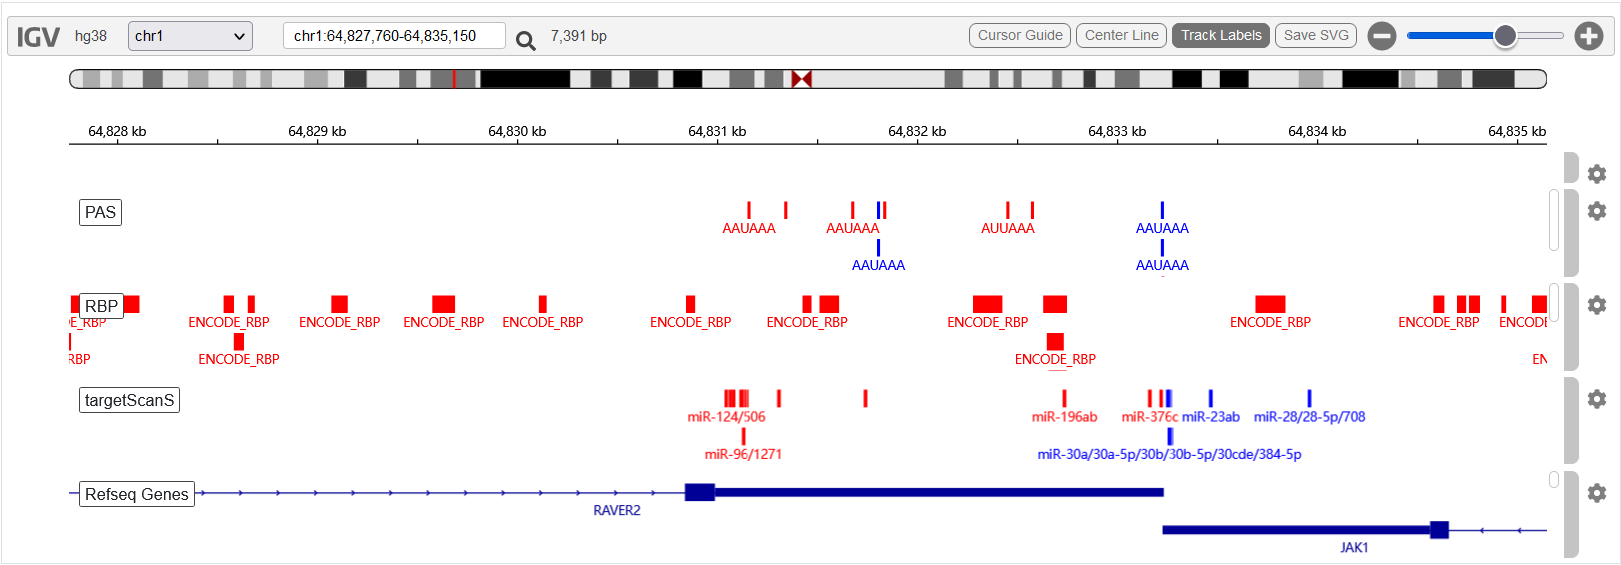 IGV hg38 chr1 chr1:64,827,760-64,835,150 7,391 bp Cursor Guide Center Line Track Labels Save SVG
64,828 kb 64,829 kb 64,830 kb 64,831 kb 64,832 kb 64,833 kb 64,834 kb 64,835 kb
PAS
AAUAAA AAUAAA AUUAAA AAUAAA
AAUAAA AAUAAA
RBP
E_RBP ENCODE_RBP ENCODE_RBP ENCODE_RBP ENCODE_RBP ENCODE_RBP ENCODE_RBP ENCODE_RBP ENCODE_RBP ENCODE_RBP ENCODE
RBP ENCODE_RBP ENCODE_RBP EN
targetScanS
miR-124/506 miR-196ab miR-376c miR-23ab miR-28/28-5p/708
miR-96/1271 miR-30a/30a-5p/30b/30b-5p/30cde/384-5p
Refseq Genes
RAVER2
JAK1